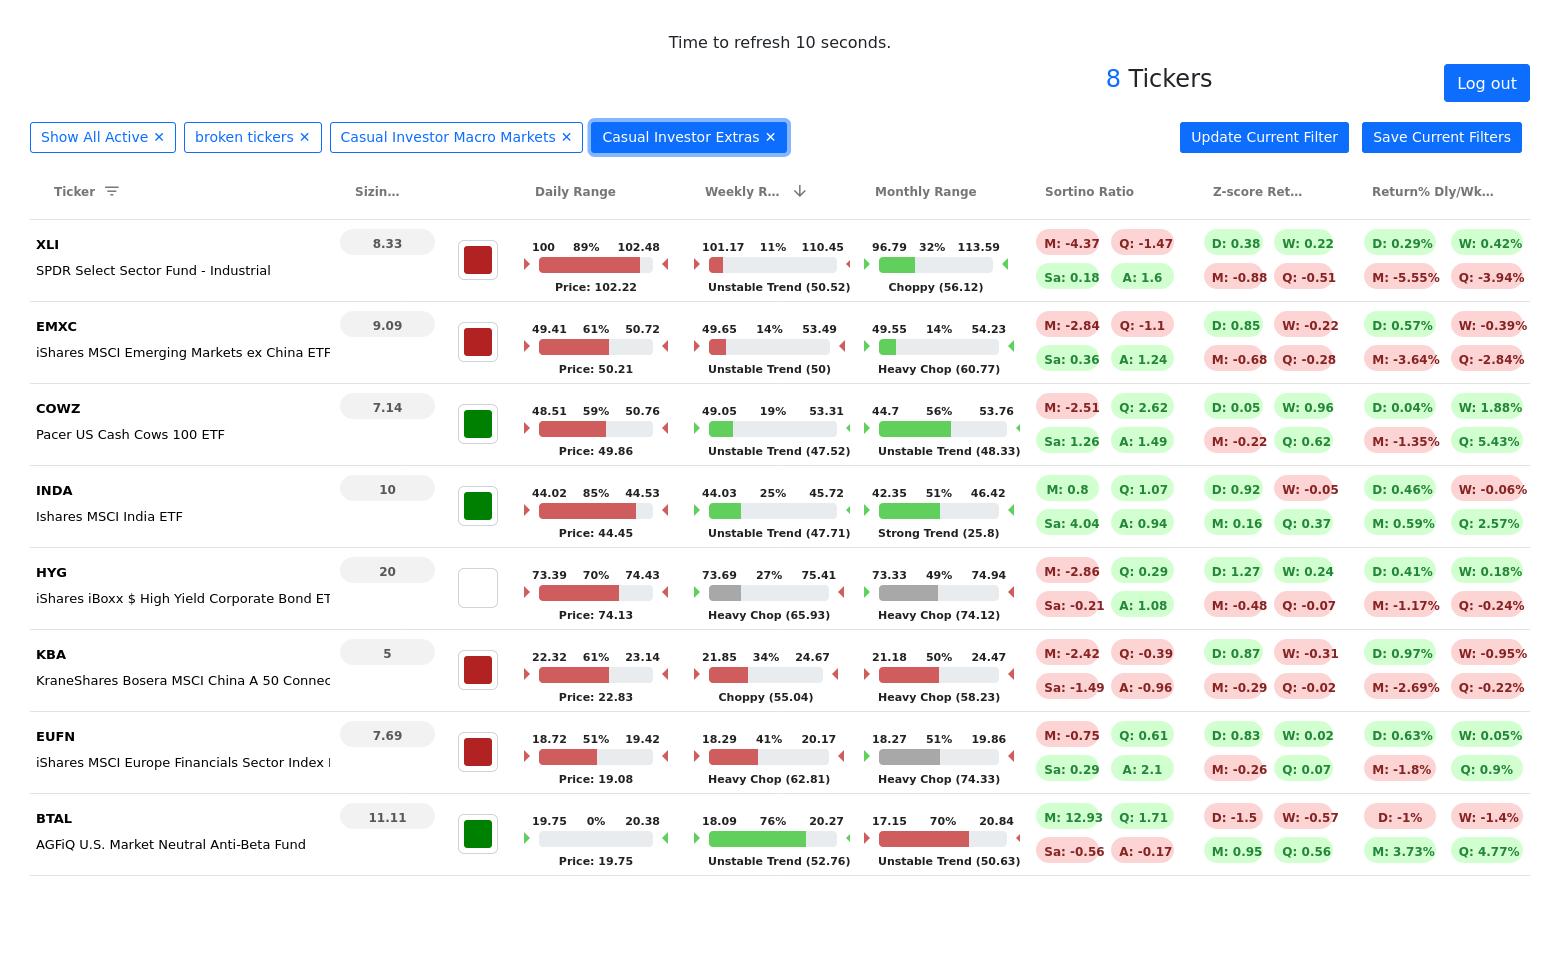 Time to refresh 10 seconds.
8 Tickers
Log out
Show All Active ✕ broken tickers ✕ Casual Investor Macro Markets ✕ Casual Investor Extras ✕ Update Current Filter Save Current Filters
Ticker Sizin... Daily Range Weekly R... Monthly Range Sortino Ratio Z-score Ret... Return% Dly/Wk...
XLI 8.33 100 89% 102.48 101.17 11% 110.45 96.79 32% 113.59 M: -4.37 Q: -1.47 D: 0.38 W: 0.22 D: 0.29% W: 0.42%
SPDR Select Sector Fund - Industrial Sa: 0.18 A: 1.6 M: -0.88 Q: -0.51 M: -5.55% Q: -3.94%
Price: 102.22 Unstable Trend (50.52) Choppy (56.12)
EMXC 9.09 49.41 61% 50.72 49.65 14% 53.49 49.55 14% 54.23 M: -2.84 Q: -1.1 D: 0.85 W: -0.22 D: 0.57% W: -0.39%
iShares MSCI Emerging Markets ex China ETF Sa: 0.36 A: 1.24 M: -0.68 Q: -0.28 M: -3.64% Q: -2.84%
Price: 50.21 Unstable Trend (50) Heavy Chop (60.77)
COWZ 7.14 48.51 59% 50.76 49.05 19% 53.31 44.7 56% 53.76 M: -2.51 Q: 2.62 D: 0.05 W: 0.96 D: 0.04% W: 1.88%
Pacer US Cash Cows 100 ETF Sa: 1.26 A: 1.49 M: -0.22 Q: 0.62 M: -1.35% Q: 5.43%
Price: 49.86 Unstable Trend (47.52) Unstable Trend (48.33)
INDA 10 44.02 85% 44.53 44.03 25% 45.72 42.35 51% 46.42 M: 0.8 Q: 1.07 D: 0.92 W: -0.05 D: 0.46% W: -0.06%
Ishares MSCI India ETF Sa: 4.04 A: 0.94 M: 0.16 Q: 0.37 M: 0.59% Q: 2.57%
Price: 44.45 Unstable Trend (47.71) Strong Trend (25.8)
HYG 20 73.39 70% 74.43 73.69 27% 75.41 73.33 49% 74.94 M: -2.86 Q: 0.29 D: 1.27 W: 0.24 D: 0.41% W: 0.18%
iShares iBoxx $ High Yield Corporate Bond ET Sa: -0.21 A: 1.08 M: -0.48 Q: -0.07 M: -1.17% Q: -0.24%
Price: 74.13 Heavy Chop (65.93) Heavy Chop (74.12)
KBA 5 22.32 61% 23.14 21.85 34% 24.67 21.18 50% 24.47 M: -2.42 Q: -0.39 D: 0.87 W: -0.31 D: 0.97% W: -0.95%
KraneShares Bosera MSCI China A 50 Connec Sa: -1.49 A: -0.96 M: -0.29 Q: -0.02 M: -2.69% Q: -0.22%
Price: 22.83 Choppy (55.04) Heavy Chop (58.23)
EUFN 7.69 18.72 51% 19.42 18.29 41% 20.17 18.27 51% 19.86 M: -0.75 Q: 0.61 D: 0.83 W: 0.02 D: 0.63% W: 0.05%
iShares MSCI Europe Financials Sector Index Sa: 0.29 A: 2.1 M: -0.26 Q: 0.07 M: -1.8% Q: 0.9%
Price: 19.08 Heavy Chop (62.81) Heavy Chop (74.33)
BTAL 11.11 19.75 0% 20.38 18.09 76% 20.27 17.15 70% 20.84 M: 12.93 Q: 1.71 D: -1.5 W: -0.57 D: -1% W: -1.4%
AGFiQ U.S. Market Neutral Anti-Beta Fund Sa: -0.56 A: -0.17 M: 0.95 Q: 0.56 M: 3.73% Q: 4.77%
Price: 19.75 Unstable Trend (52.76) Unstable Trend (50.63)